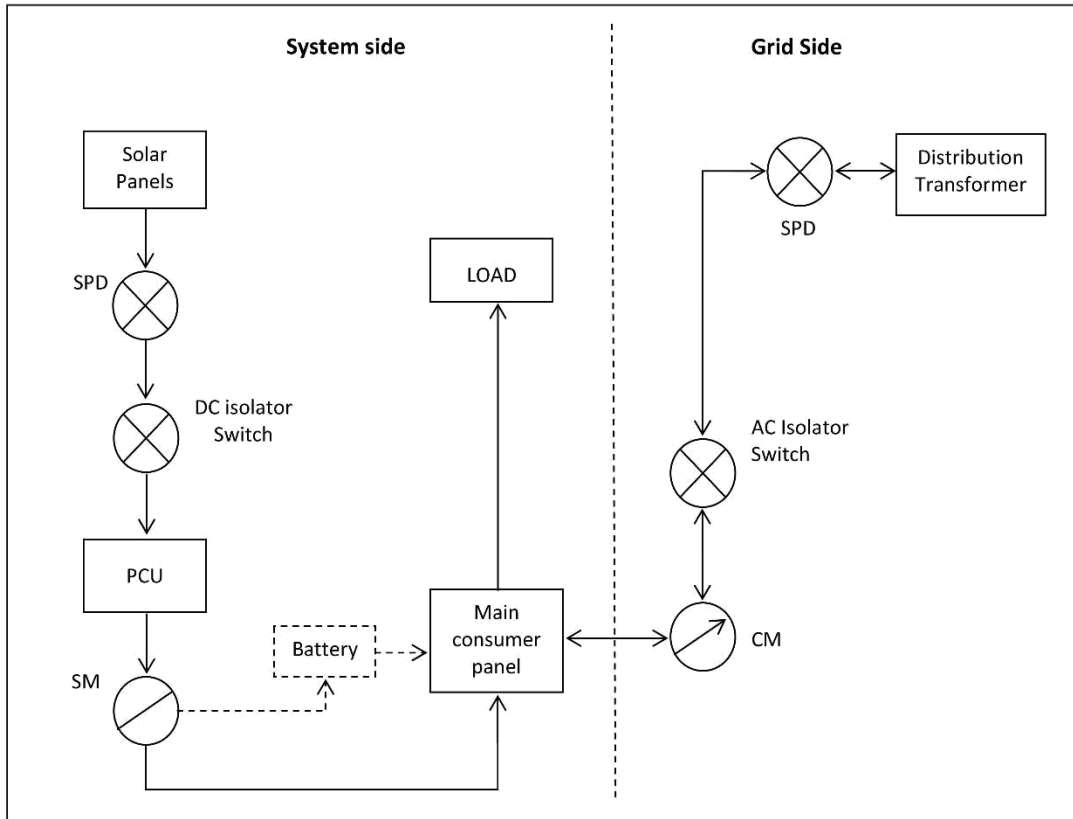 System side
Grid Side
Solar
Panels
SPD
DC isolator
Switch
PCU
SM
Battery
LOAD
Main
consumer
panel
SPD
Distribution
Transformer
AC Isolator
Switch
CM